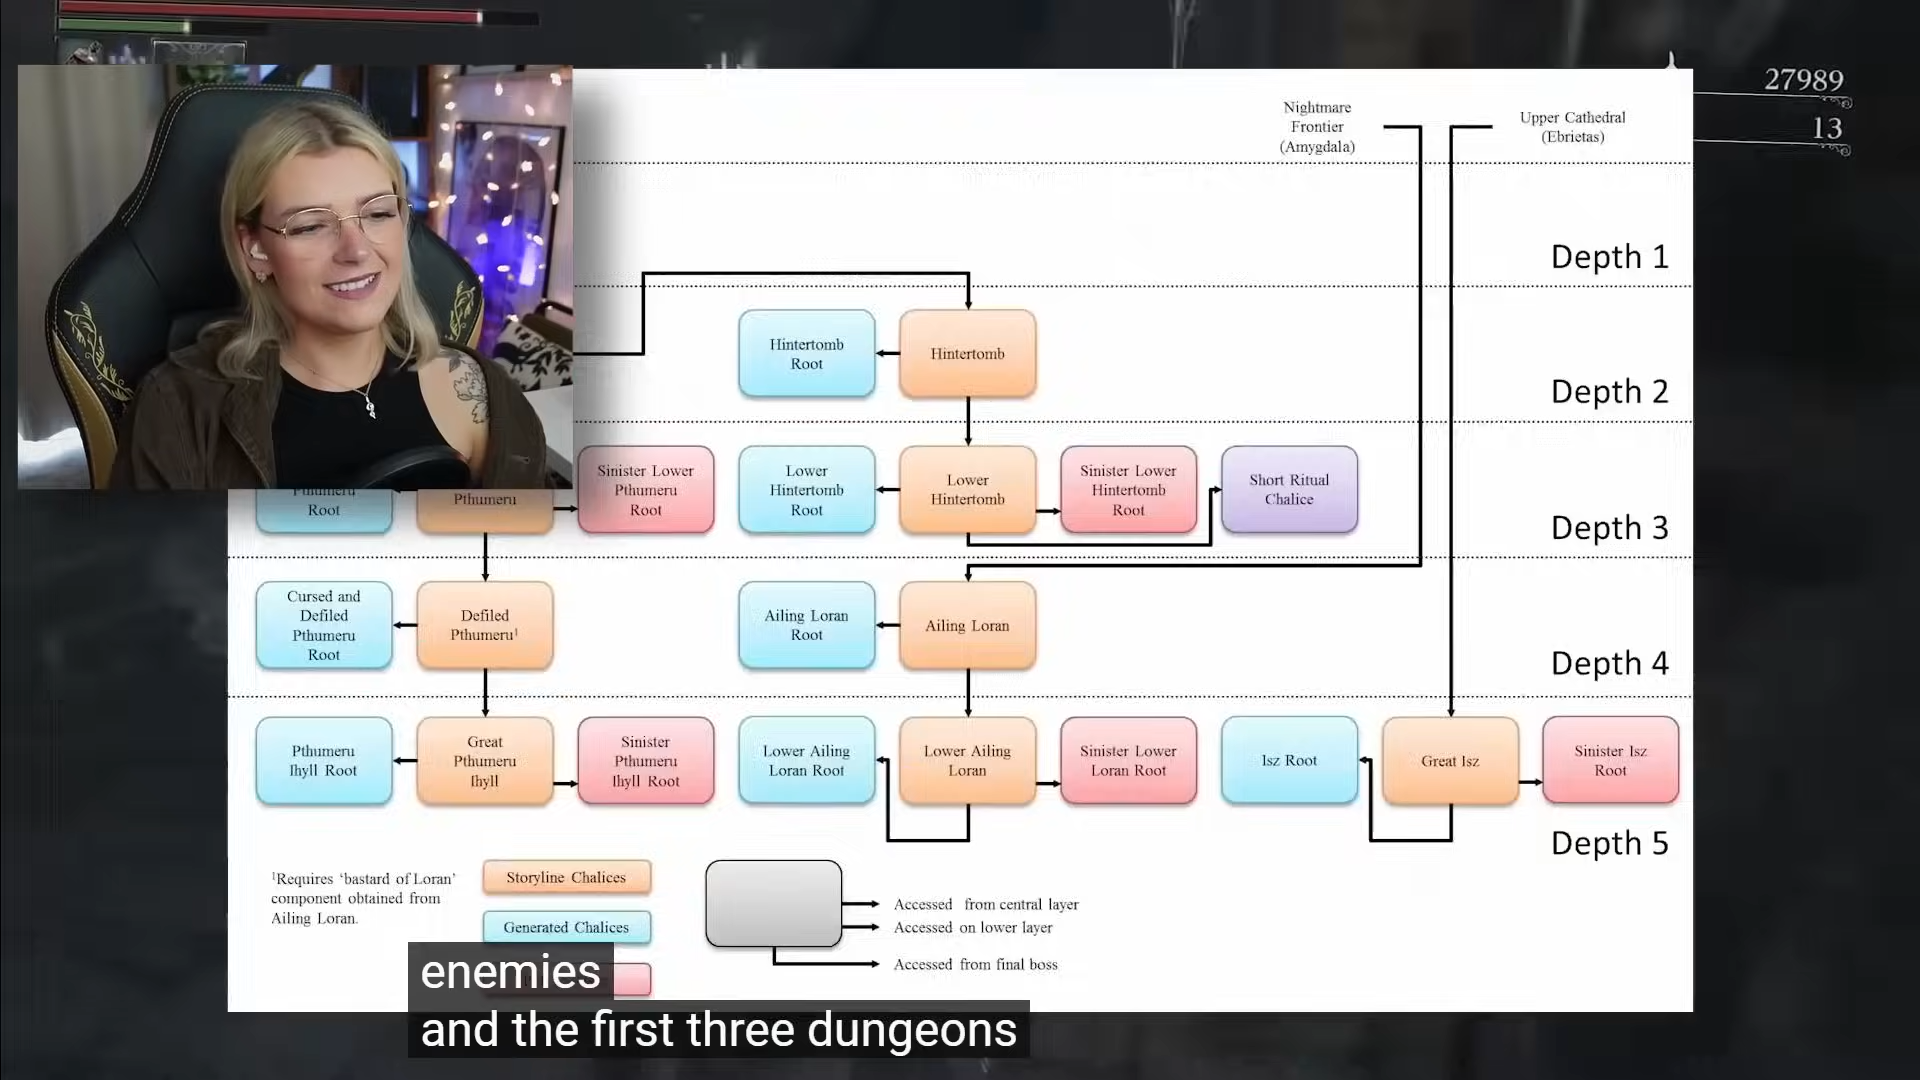 27989
13
Nightmare
Frontier
(Amygdala)
Upper Cathedral
(Ebrietas)
Depth 1
Hintertomb
Root
Hintertomb
Depth 2
Pthumeru
Root
Pthumeru
Sinister Lower
Pthumeru
Root
Lower
Hintertomb
Root
Lower
Hintertomb
Sinister Lower
Hintertomb
Root
Short Ritual
Chalice
Depth 3
Cursed and
Defiled
Pthumeru
Root
Defiled
Pthumeru¹
Ailing Loran
Root
Ailing Loran
Depth 4
Pthumeru
Ihyll Root
Great
Pthumeru
Ihyll
Sinister
Pthumeru
Ihyll Root
Lower Ailing
Loran Root
Lower Ailing
Loran
Sinister Lower
Loran Root
Isz Root
Great Isz
Sinister Isz
Root
Depth 5
¹Requires ‘bastard of Loran’
component obtained from
Ailing Loran.
Storyline Chalices
Generated Chalices
Accessed from central layer
Accessed on lower layer
Accessed from final boss
enemies
and the first three dungeons